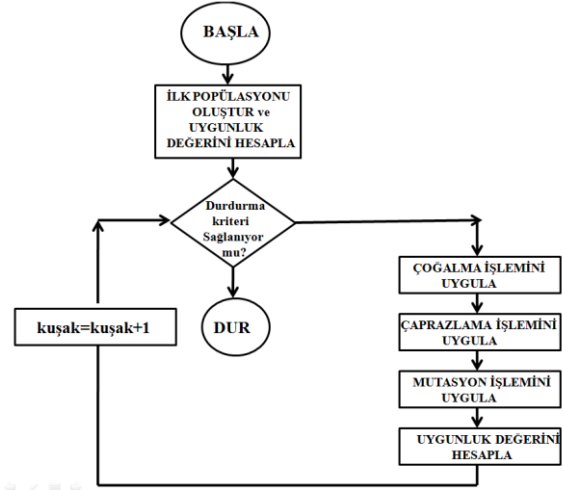 BAŞLA
İLK POPÜLASYONU
OLUŞTUR ve
UYGUNLUK
DEĞERİNİ HESAPLA
Durdurma
kriteri
Sağlanıyor
mu?
DUR
ÇOĞALMA İŞLEMİNİ
UYGULA
ÇAPRAZLAMA İŞLEMİNİ
UYGULA
MUTASYON İŞLEMİNİ
UYGULA
UYGUNLUK DEĞERİNİ
HESAPLA
kuşak=kuşak+1